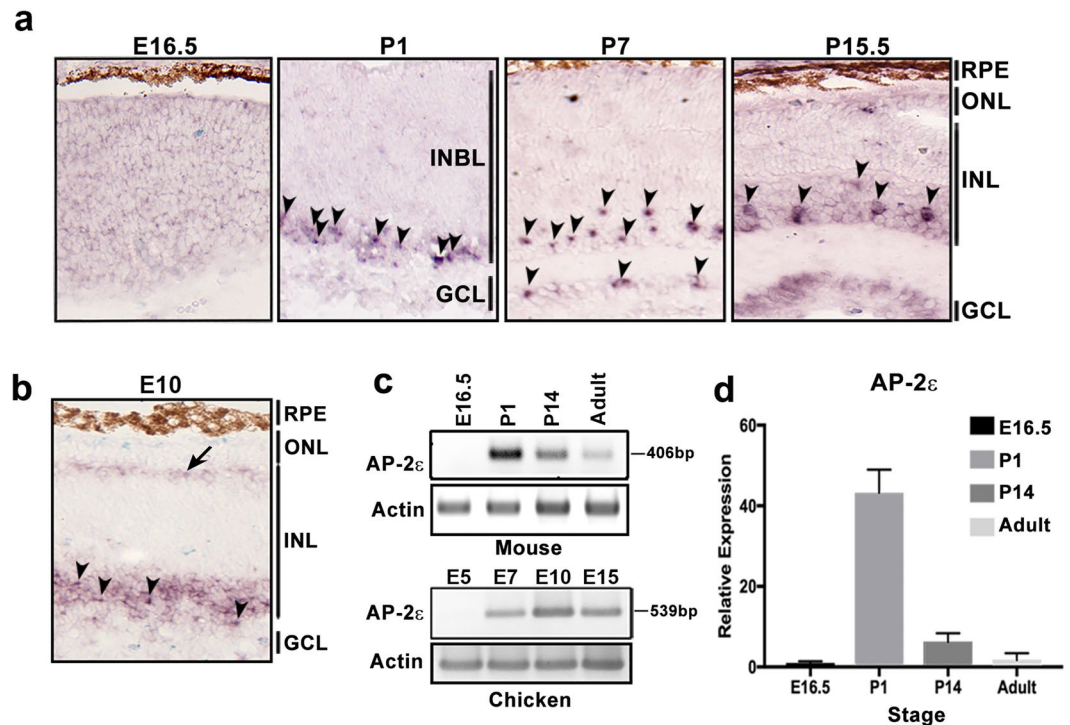 a
E16.5 P1 P7 P15.5
RPE
ONL
INBL
INL
GCL
GCL
b
E10
RPE
ONL
INL
GCL
c
E16.5 P1 P14 Adult
AP-2ε
406bp
Actin
Mouse
E5 E7 E10 E15
AP-2ε
539bp
Actin
Chicken
d
AP-2ε
60
40
20
0
Relative Expression
E16.5
P1
P14
Adult
E16.5 P1 P14 Adult
Stage